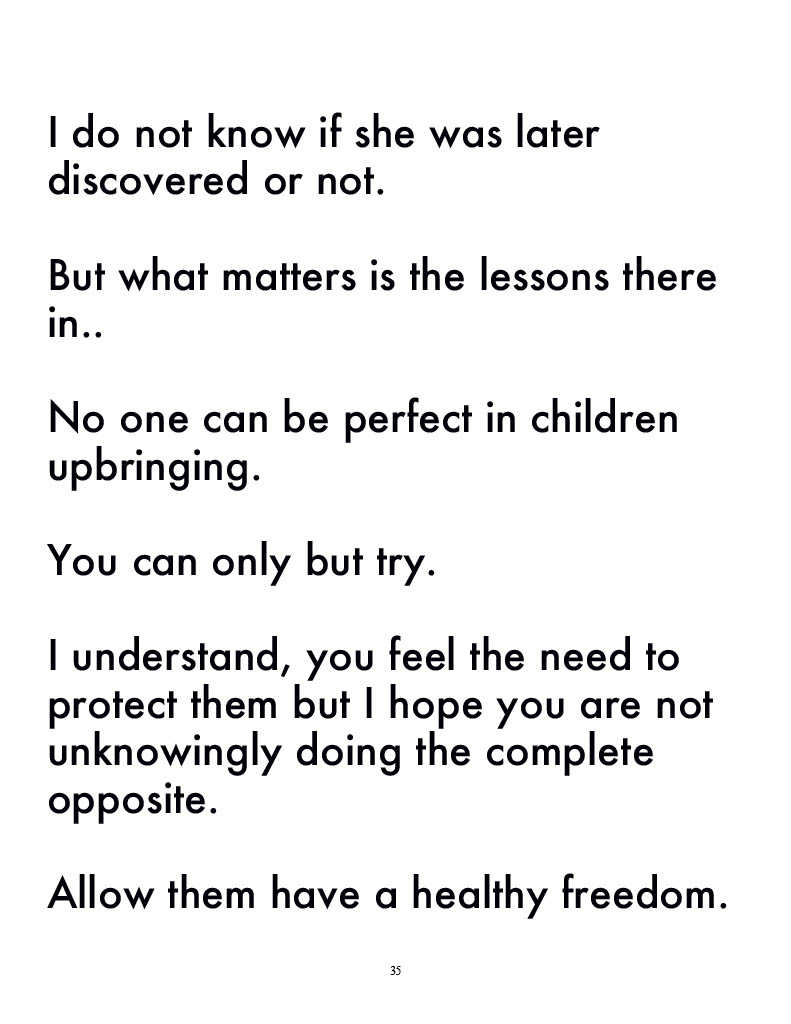 I do not know if she was later
discovered or not.
But what matters is the lessons there
in..
No one can be perfect in children
upbringing.
You can only but try.
I understand, you feel the need to
protect them but I hope you are not
unknowingly doing the complete
opposite.
Allow them have a healthy freedom.
35